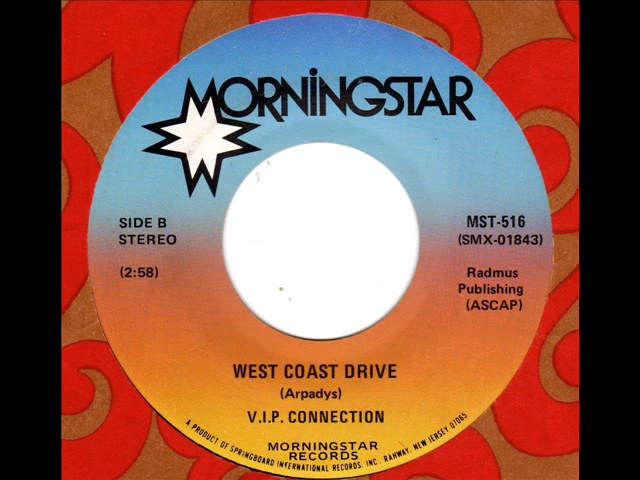 MORNiNGSTAR
SIDE B
STEREO
(2:58)
MST-516
(SMX-01843)
Radmus
Publishing
(ASCAP)
WEST COAST DRIVE
(Arpadys)
V.I.P. CONNECTION
MORNINGSTAR
RECORDS
A PRODUCT OF SPRINGBOARD INTERNATIONAL RECORDS, INC., RAHWAY, NEW JERSEY 07065